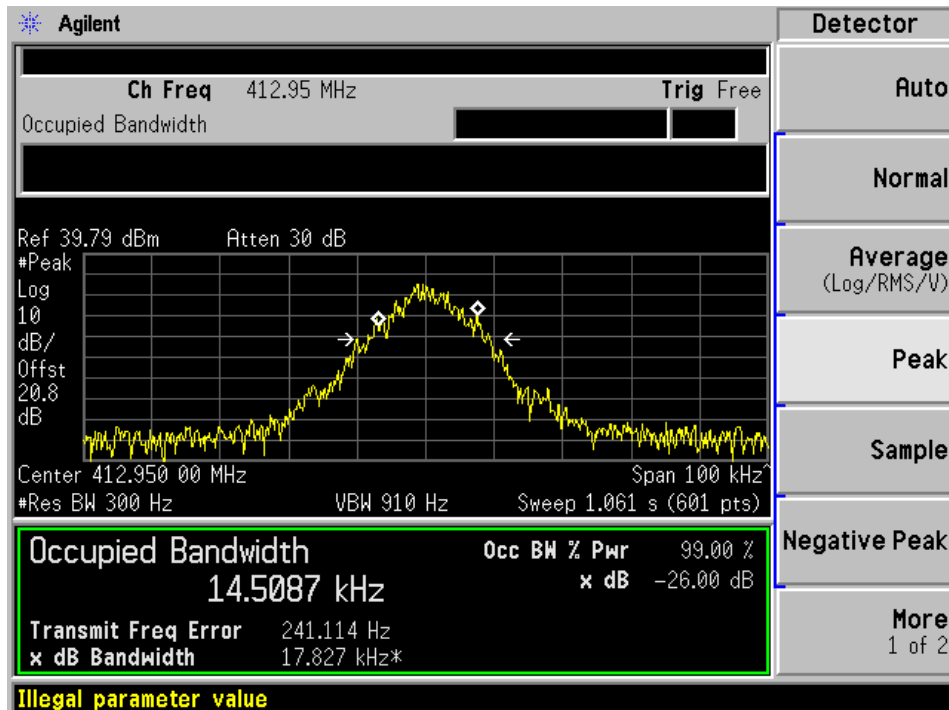 Agilent
Detector
Ch Freq 412.95 MHz Trig Free
Occupied Bandwidth
Auto
Normal
Average
(Log/RMS/V)
Peak
Sample
Negative Peak
More
1 of 2
Ref 39.79 dBm Atten 30 dB
#Peak
Log
10
dB/
Offst
20.8
dB
Center 412.950 00 MHz Span 100 kHz^
#Res BW 300 Hz VBW 910 Hz Sweep 1.061 s (601 pts)
Occupied Bandwidth Occ BW % Pwr 99.00 %
14.5087 kHz x dB -26.00 dB
Transmit Freq Error 241.114 Hz
x dB Bandwidth 17.827 kHz*
Illegal parameter value